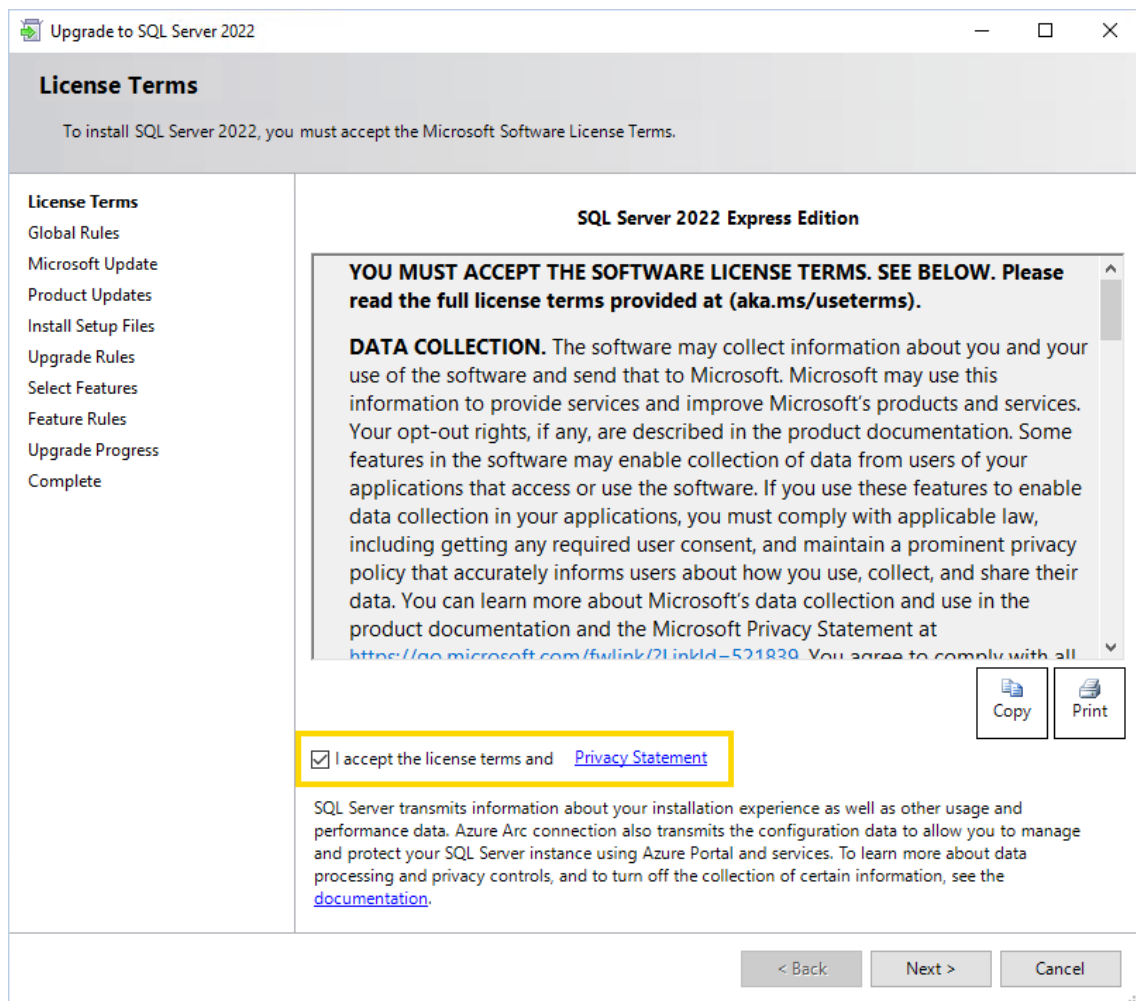 Upgrade to SQL Server 2022
License Terms
To install SQL Server 2022, you must accept the Microsoft Software License Terms.
License Terms
Global Rules
Microsoft Update
Product Updates
Install Setup Files
Upgrade Rules
Select Features
Feature Rules
Upgrade Progress
Complete
SQL Server 2022 Express Edition
YOU MUST ACCEPT THE SOFTWARE LICENSE TERMS. SEE BELOW. Please
read the full license terms provided at (aka.ms/useterms).
DATA COLLECTION. The software may collect information about you and your
use of the software and send that to Microsoft. Microsoft may use this
information to provide services and improve Microsoft's products and services.
Your opt-out rights, if any, are described in the product documentation. Some
features in the software may enable collection of data from users of your
applications that access or use the software. If you use these features to enable
data collection in your applications, you must comply with applicable law,
including getting any required user consent, and maintain a prominent privacy
policy that accurately informs users about how you use, collect, and share their
data. You can learn more about Microsoft's data collection and use in the
product documentation and the Microsoft Privacy Statement at
https://go.microsoft.com/fwlink/?LinkId=521839. You agree to comply with all
Copy
Print
I accept the license terms and Privacy Statement
SQL Server transmits information about your installation experience as well as other usage and
performance data. Azure Arc connection also transmits the configuration data to allow you to manage
and protect your SQL Server instance using Azure Portal and services. To learn more about data
processing and privacy controls, and to turn off the collection of certain information, see the
documentation.
< Back
Next >
Cancel